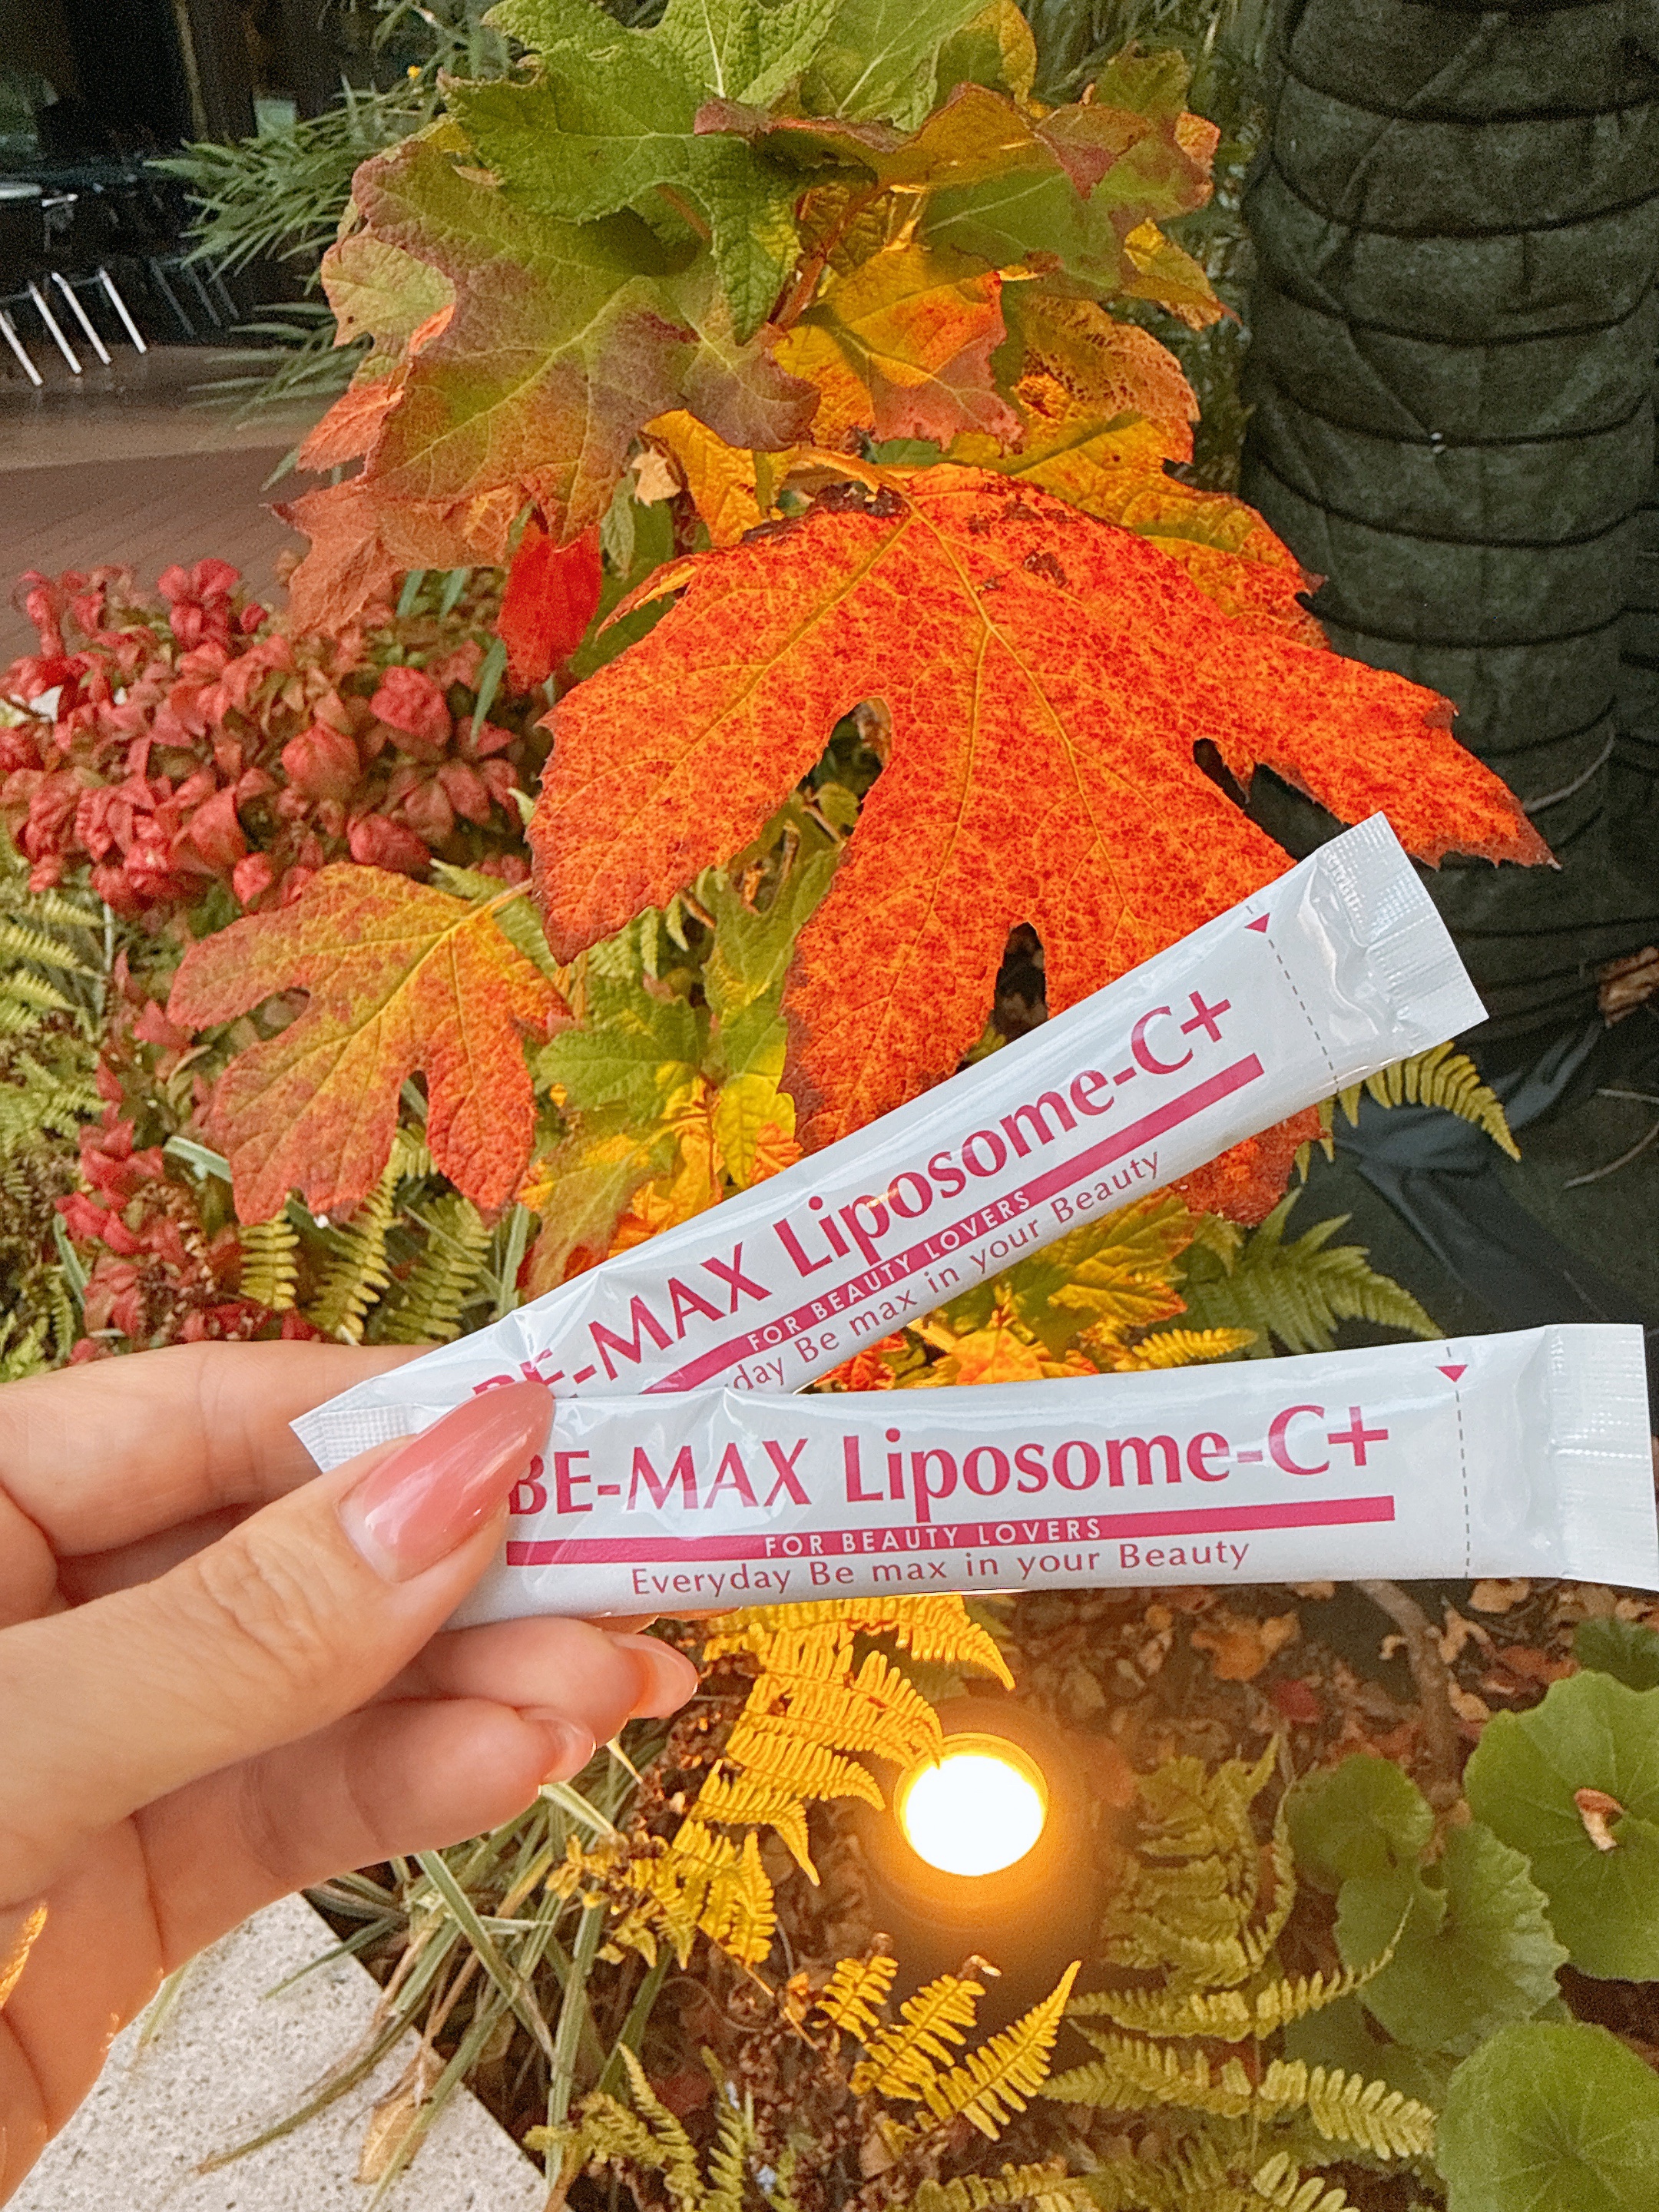 BE-MAX Liposome-C+
FOR BEAUTY LOVERS
day Be max in your Beauty
BE-MAX Liposome-C+
FOR BEAUTY LOVERS
Everyday Be max in your Beauty